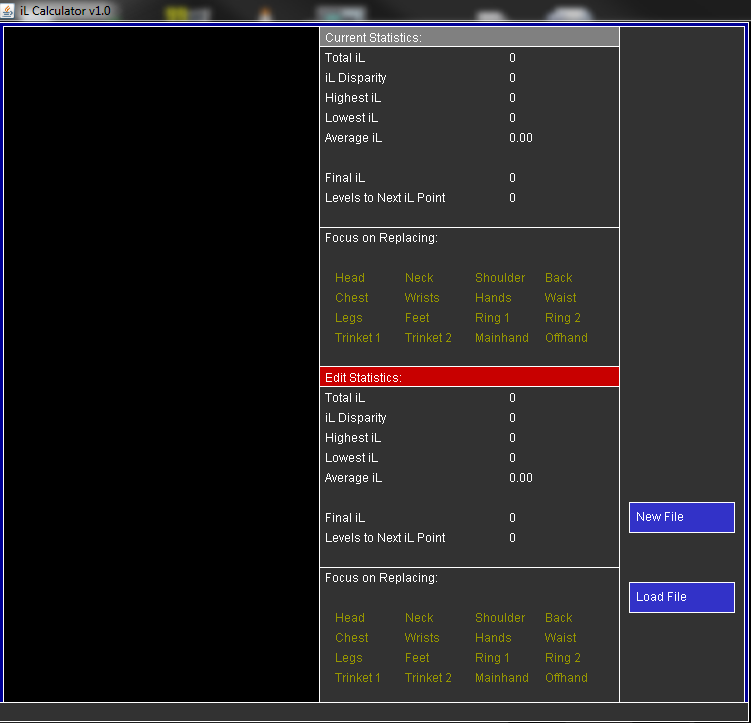 iL Calculator v1.0
Current Statistics:
Total iL 0
iL Disparity 0
Highest iL 0
Lowest iL 0
Average iL 0.00
Final iL 0
Levels to Next iL Point 0
Focus on Replacing:
Head Neck Shoulder Back
Chest Wrists Hands Waist
Legs Feet Ring 1 Ring 2
Trinket 1 Trinket 2 Mainhand Offhand
Edit Statistics:
Total iL 0
iL Disparity 0
Highest iL 0
Lowest iL 0
Average iL 0.00
Final iL 0
Levels to Next iL Point 0
Focus on Replacing:
Head Neck Shoulder Back
Chest Wrists Hands Waist
Legs Feet Ring 1 Ring 2
Trinket 1 Trinket 2 Mainhand Offhand
New File
Load File